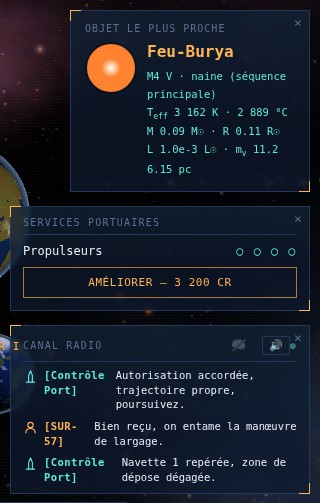 OBJET LE PLUS PROCHE
Feu-Burya
M4 V · naine (séquence
principale)
Teff 3 162 K · 2 889 °C
M 0.09 M☉ · R 0.11 R☉
L 1.0e-3 L☉ · mv 11.2
6.15 pc
SERVICES PORTUAIRES
Propulseurs
AMÉLIORER — 3 200 CR
CANAL RADIO
[Contrôle Port] Autorisation accordée,
trajectoire propre,
poursuivez.
[SUR-57] Bien reçu, on entame la manœuvre
de largage.
[Contrôle Port] Navette 1 repérée, zone de
dépose dégagée.